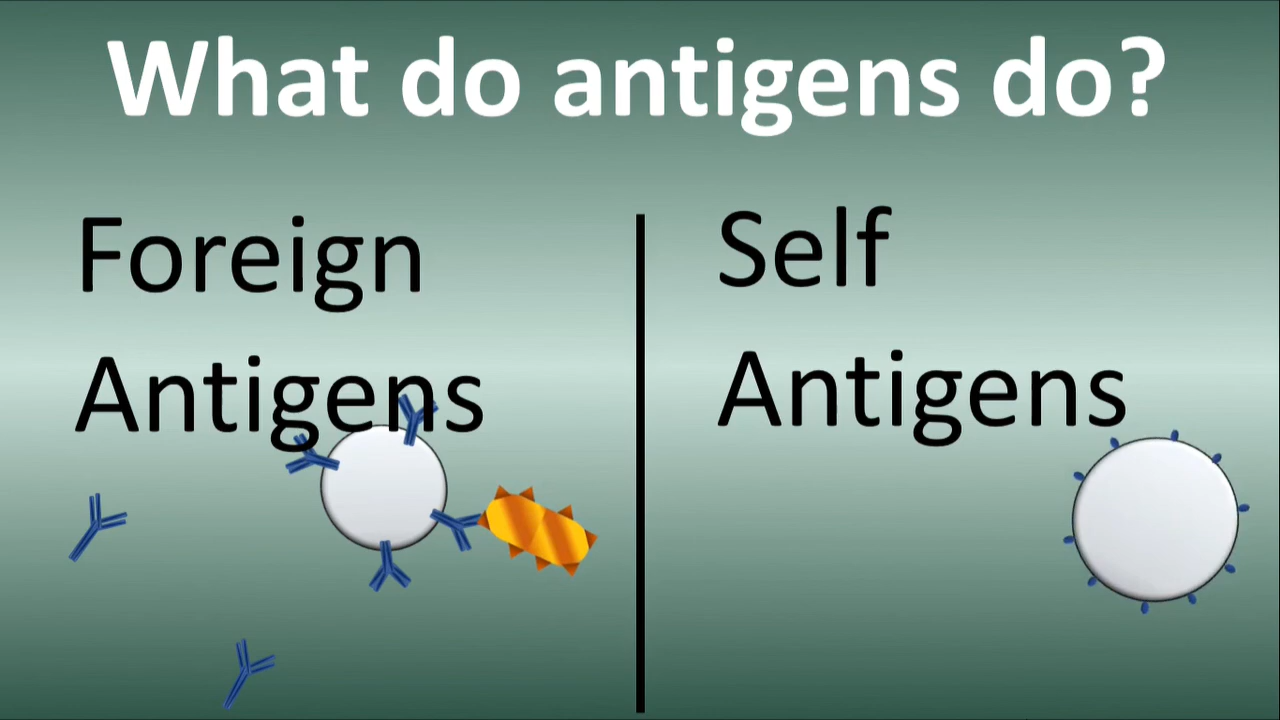 What do antigens do?
Foreign
Antigens
Self
Antigens